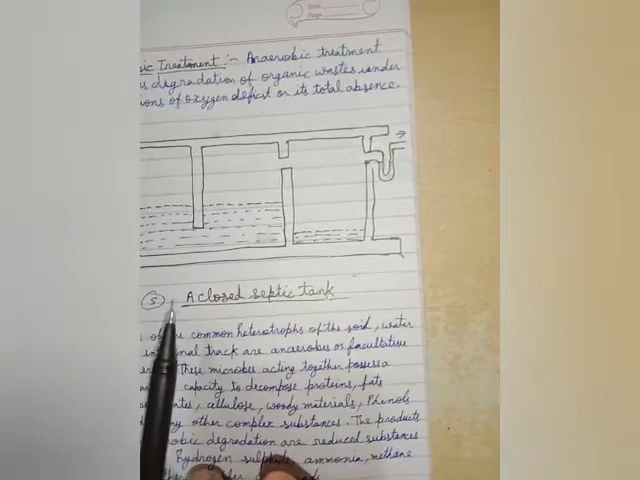 Date
Page
ic Treatment :- Anaerobic treatment
s degradation of organic wastes under
ions of oxygen deficit or its total absence.
5 A closed septic tank
common heterotrophs of the soid, water
nal track are anaerobes or facultative
These microbes acting together possess a
capacity to decompose proteins, fats
ates, cellulose, woody materials, Phenols
ny other complex substances. The products
obic degradation are reduced substances
hydrogen sulphide, ammonia, methane